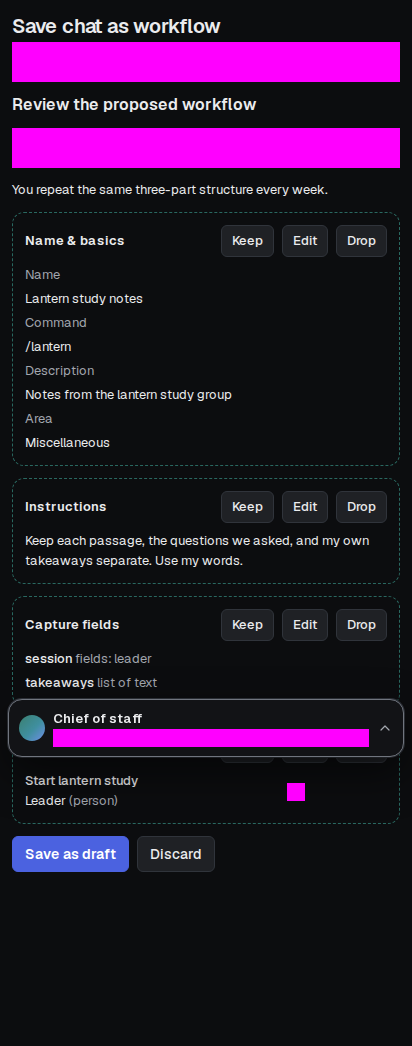 Save chat as workflow
Review the proposed workflow
You repeat the same three-part structure every week.
Name & basics
Keep
Edit
Drop
Name
Lantern study notes
Command
/lantern
Description
Notes from the lantern study group
Area
Miscellaneous
Instructions
Keep
Edit
Drop
Keep each passage, the questions we asked, and my own
takeaways separate. Use my words.
Capture fields
Keep
Edit
Drop
session fields: leader
takeaways list of text
Chief of staff
Start lantern study
Leader (person)
Save as draft
Discard